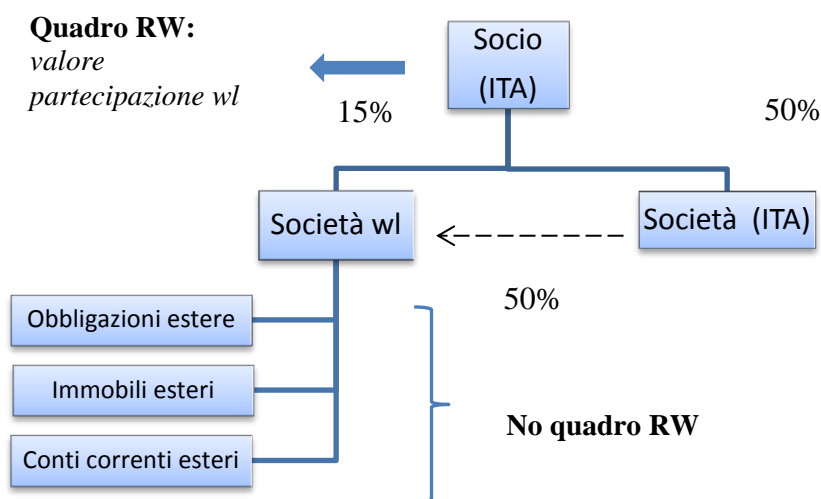 Quadro RW:
valore
partecipazione wl
Socio
(ITA)
15%
50%
Società wl
Società (ITA)
50%
Obbligazioni estere
Immobili esteri
Conti correnti esteri
No quadro RW